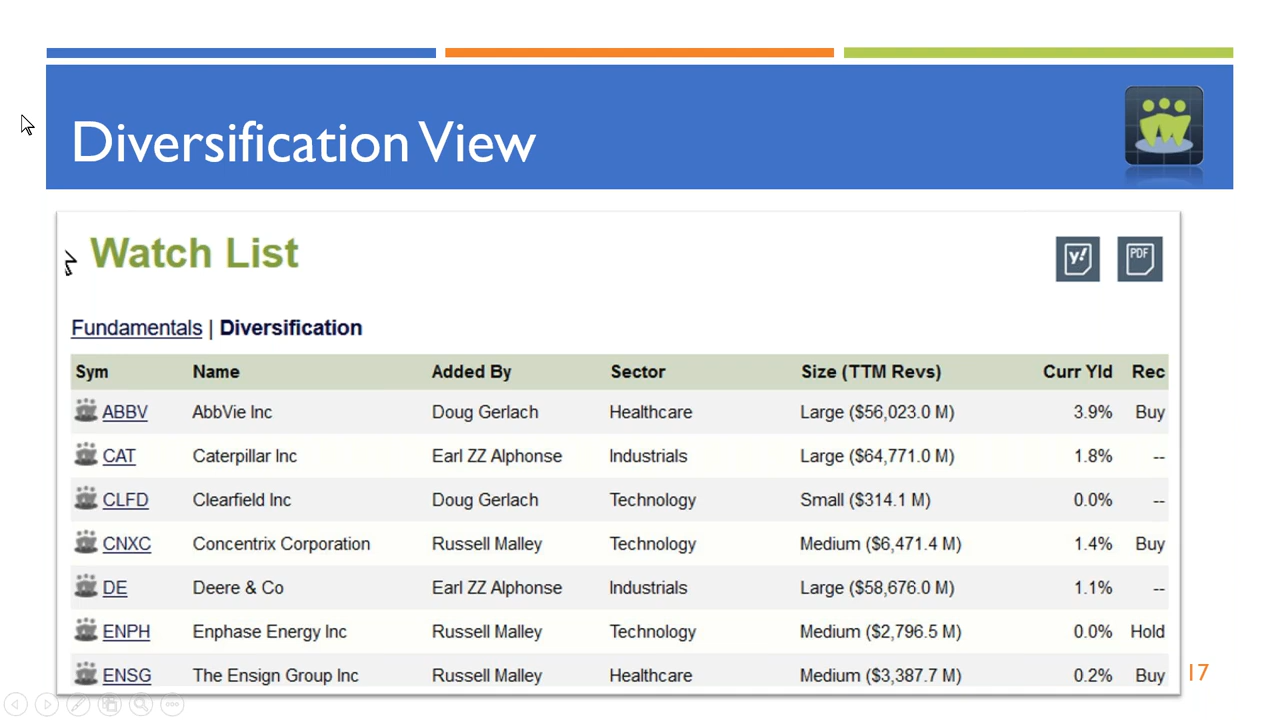 Diversification View
Watch List
y!
PDF
Fundamentals | Diversification
Sym Name Added By Sector Size (TTM Revs) Curr Yld Rec
ABBV AbbVie Inc Doug Gerlach Healthcare Large ($56,023.0 M) 3.9% Buy
CAT Caterpillar Inc Earl ZZ Alphonse Industrials Large ($64,771.0 M) 1.8% --
CLFD Clearfield Inc Doug Gerlach Technology Small ($314.1 M) 0.0% --
CNXC Concentrix Corporation Russell Malley Technology Medium ($6,471.4 M) 1.4% Buy
DE Deere & Co Earl ZZ Alphonse Industrials Large ($58,676.0 M) 1.1% --
ENPH Enphase Energy Inc Russell Malley Technology Medium ($2,796.5 M) 0.0% Hold
ENSG The Ensign Group Inc Russell Malley Healthcare Medium ($3,387.7 M) 0.2% Buy
17